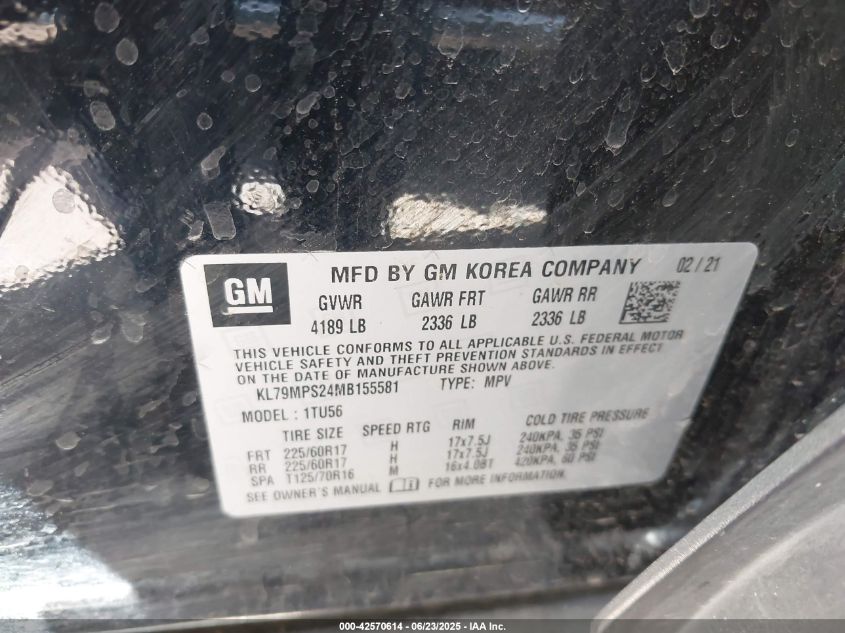 GM
MFD BY GM KOREA COMPANY 02 / 21
GVWR GAWR FRT GAWR RR
4189 LB 2336 LB 2336 LB
THIS VEHICLE CONFORMS TO ALL APPLICABLE U.S. FEDERAL MOTOR
VEHICLE SAFETY AND THEFT PREVENTION STANDARDS IN EFFECT
ON THE DATE OF MANUFACTURE SHOWN ABOVE.
KL79MPS24MB155581 TYPE: MPV
MODEL : 1TU56
TIRE SIZE SPEED RTG RIM COLD TIRE PRESSURE
FRT 225/60R17 H 17x7.5J 240KPA, 35 PSI
RR 225/60R17 H 17x7.5J 240KPA, 35 PSI
SPA T125/70R16 M 16x4.0BT 420KPA, 60 PSI
SEE OWNER'S MANUAL FOR MORE INFORMATION.
000-42570614 - 06/23/2025 - IAA Inc.